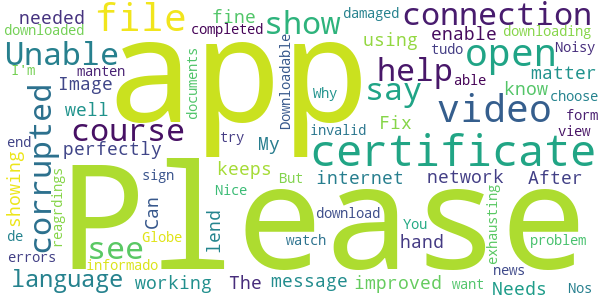 needed
file
show
connection
damaged
downloaded
fine
completed
enable
downloading
Unable
app
using
tudo
Noisy
I'm
manten
documents
Downloadable
open
Image
help
matter
able
corrupted
well
say
video
Why
know
choose
course
Fix
invalid
form
perfectly
My
try
view
end
certificate
Please
keeps
But
internet
network
After
showing
reagrdings
see
Can
sign
Nice
download
You
exhausting
de
lend
watch
hand
problem
errors
Globe
informado
news
language
working
The
message
improved
want
Needs
Nos